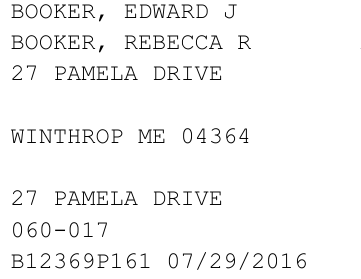 BOOKER, EDWARD J
BOOKER, REBECCA R
27 PAMELA DRIVE
WINTHROP ME 04364
27 PAMELA DRIVE
060-017
B12369P161 07/29/2016